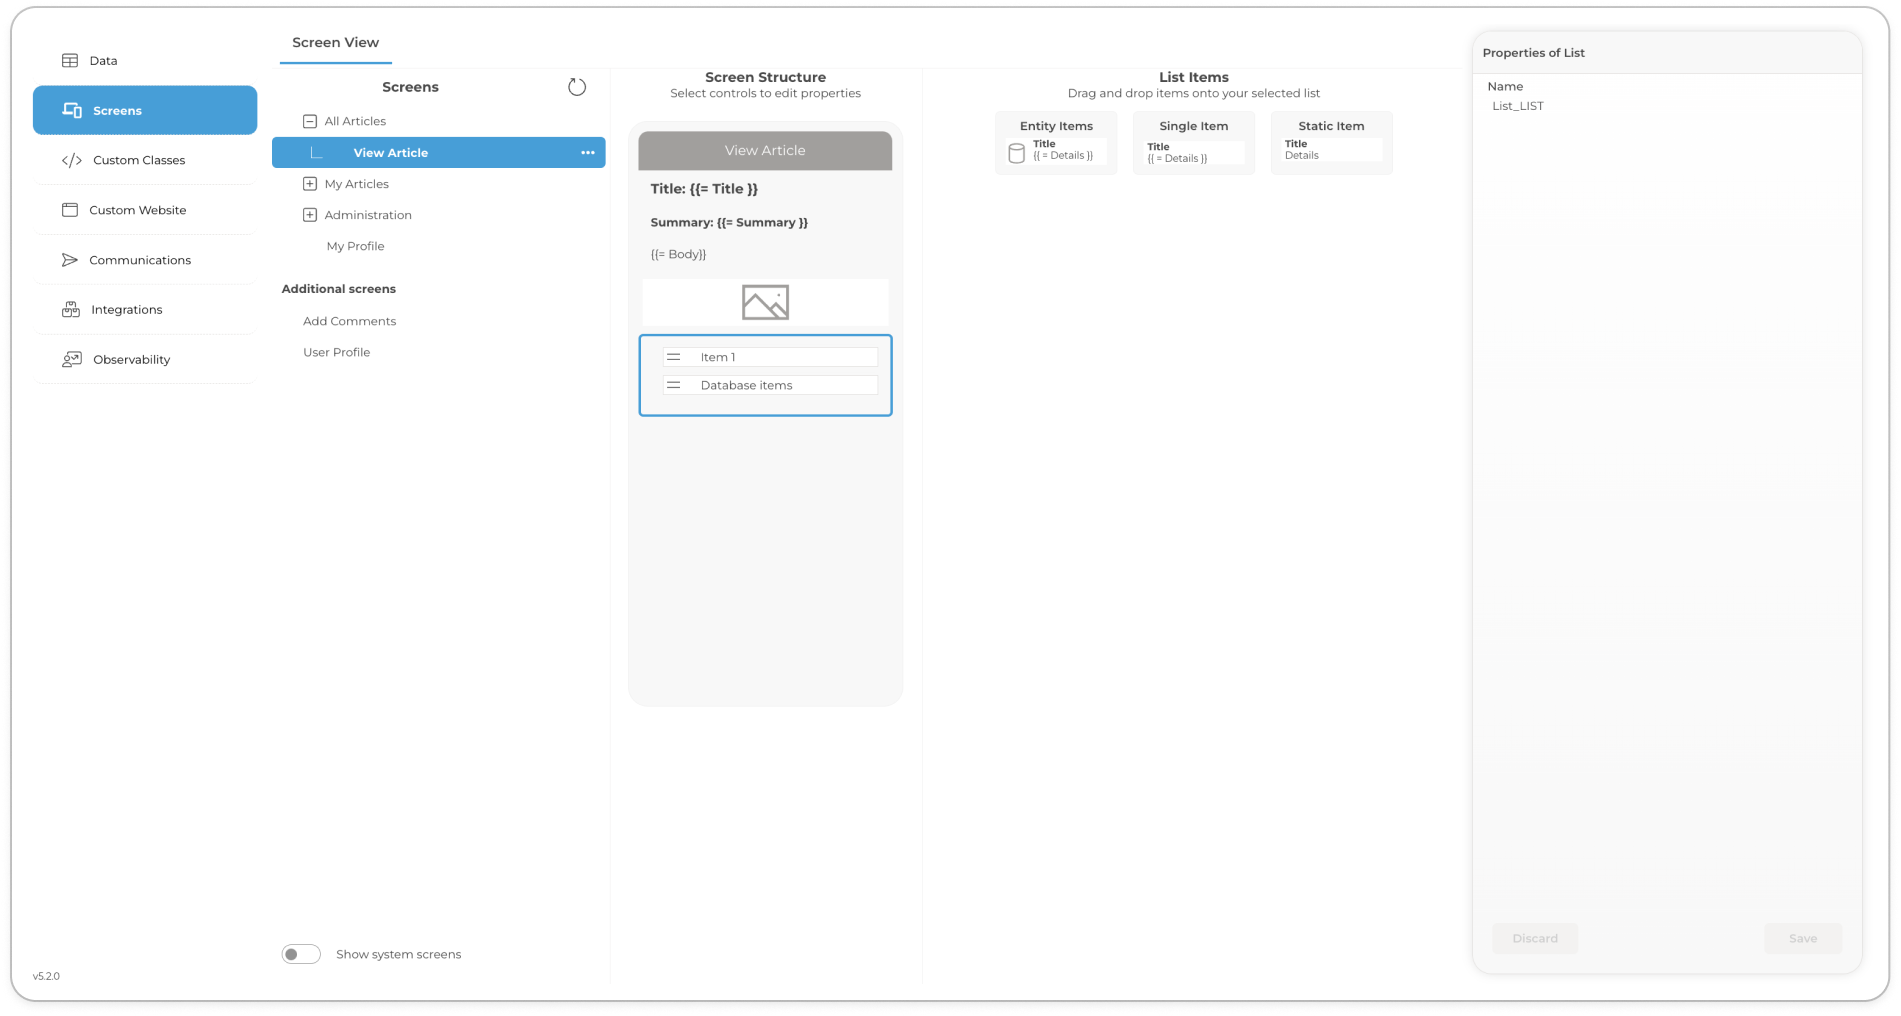 Data
Screens
Custom Classes
Custom Website
Communications
Integrations
Observability
v5.2.0
Screen View
Screens
All Articles
View Article
My Articles
Administration
My Profile
Additional screens
Add Comments
User Profile
Show system screens
Screen Structure
Select controls to edit properties
View Article
Title: {{= Title }}
Summary: {{= Summary }}
{{= Body}}
Item 1
Database items
List Items
Drag and drop items onto your selected list
Entity Items
Title
{{ = Details }}
Single Item
Title
{{ = Details }}
Static Item
Title
Details
Properties of List
Name
List_LIST
Discard
Save